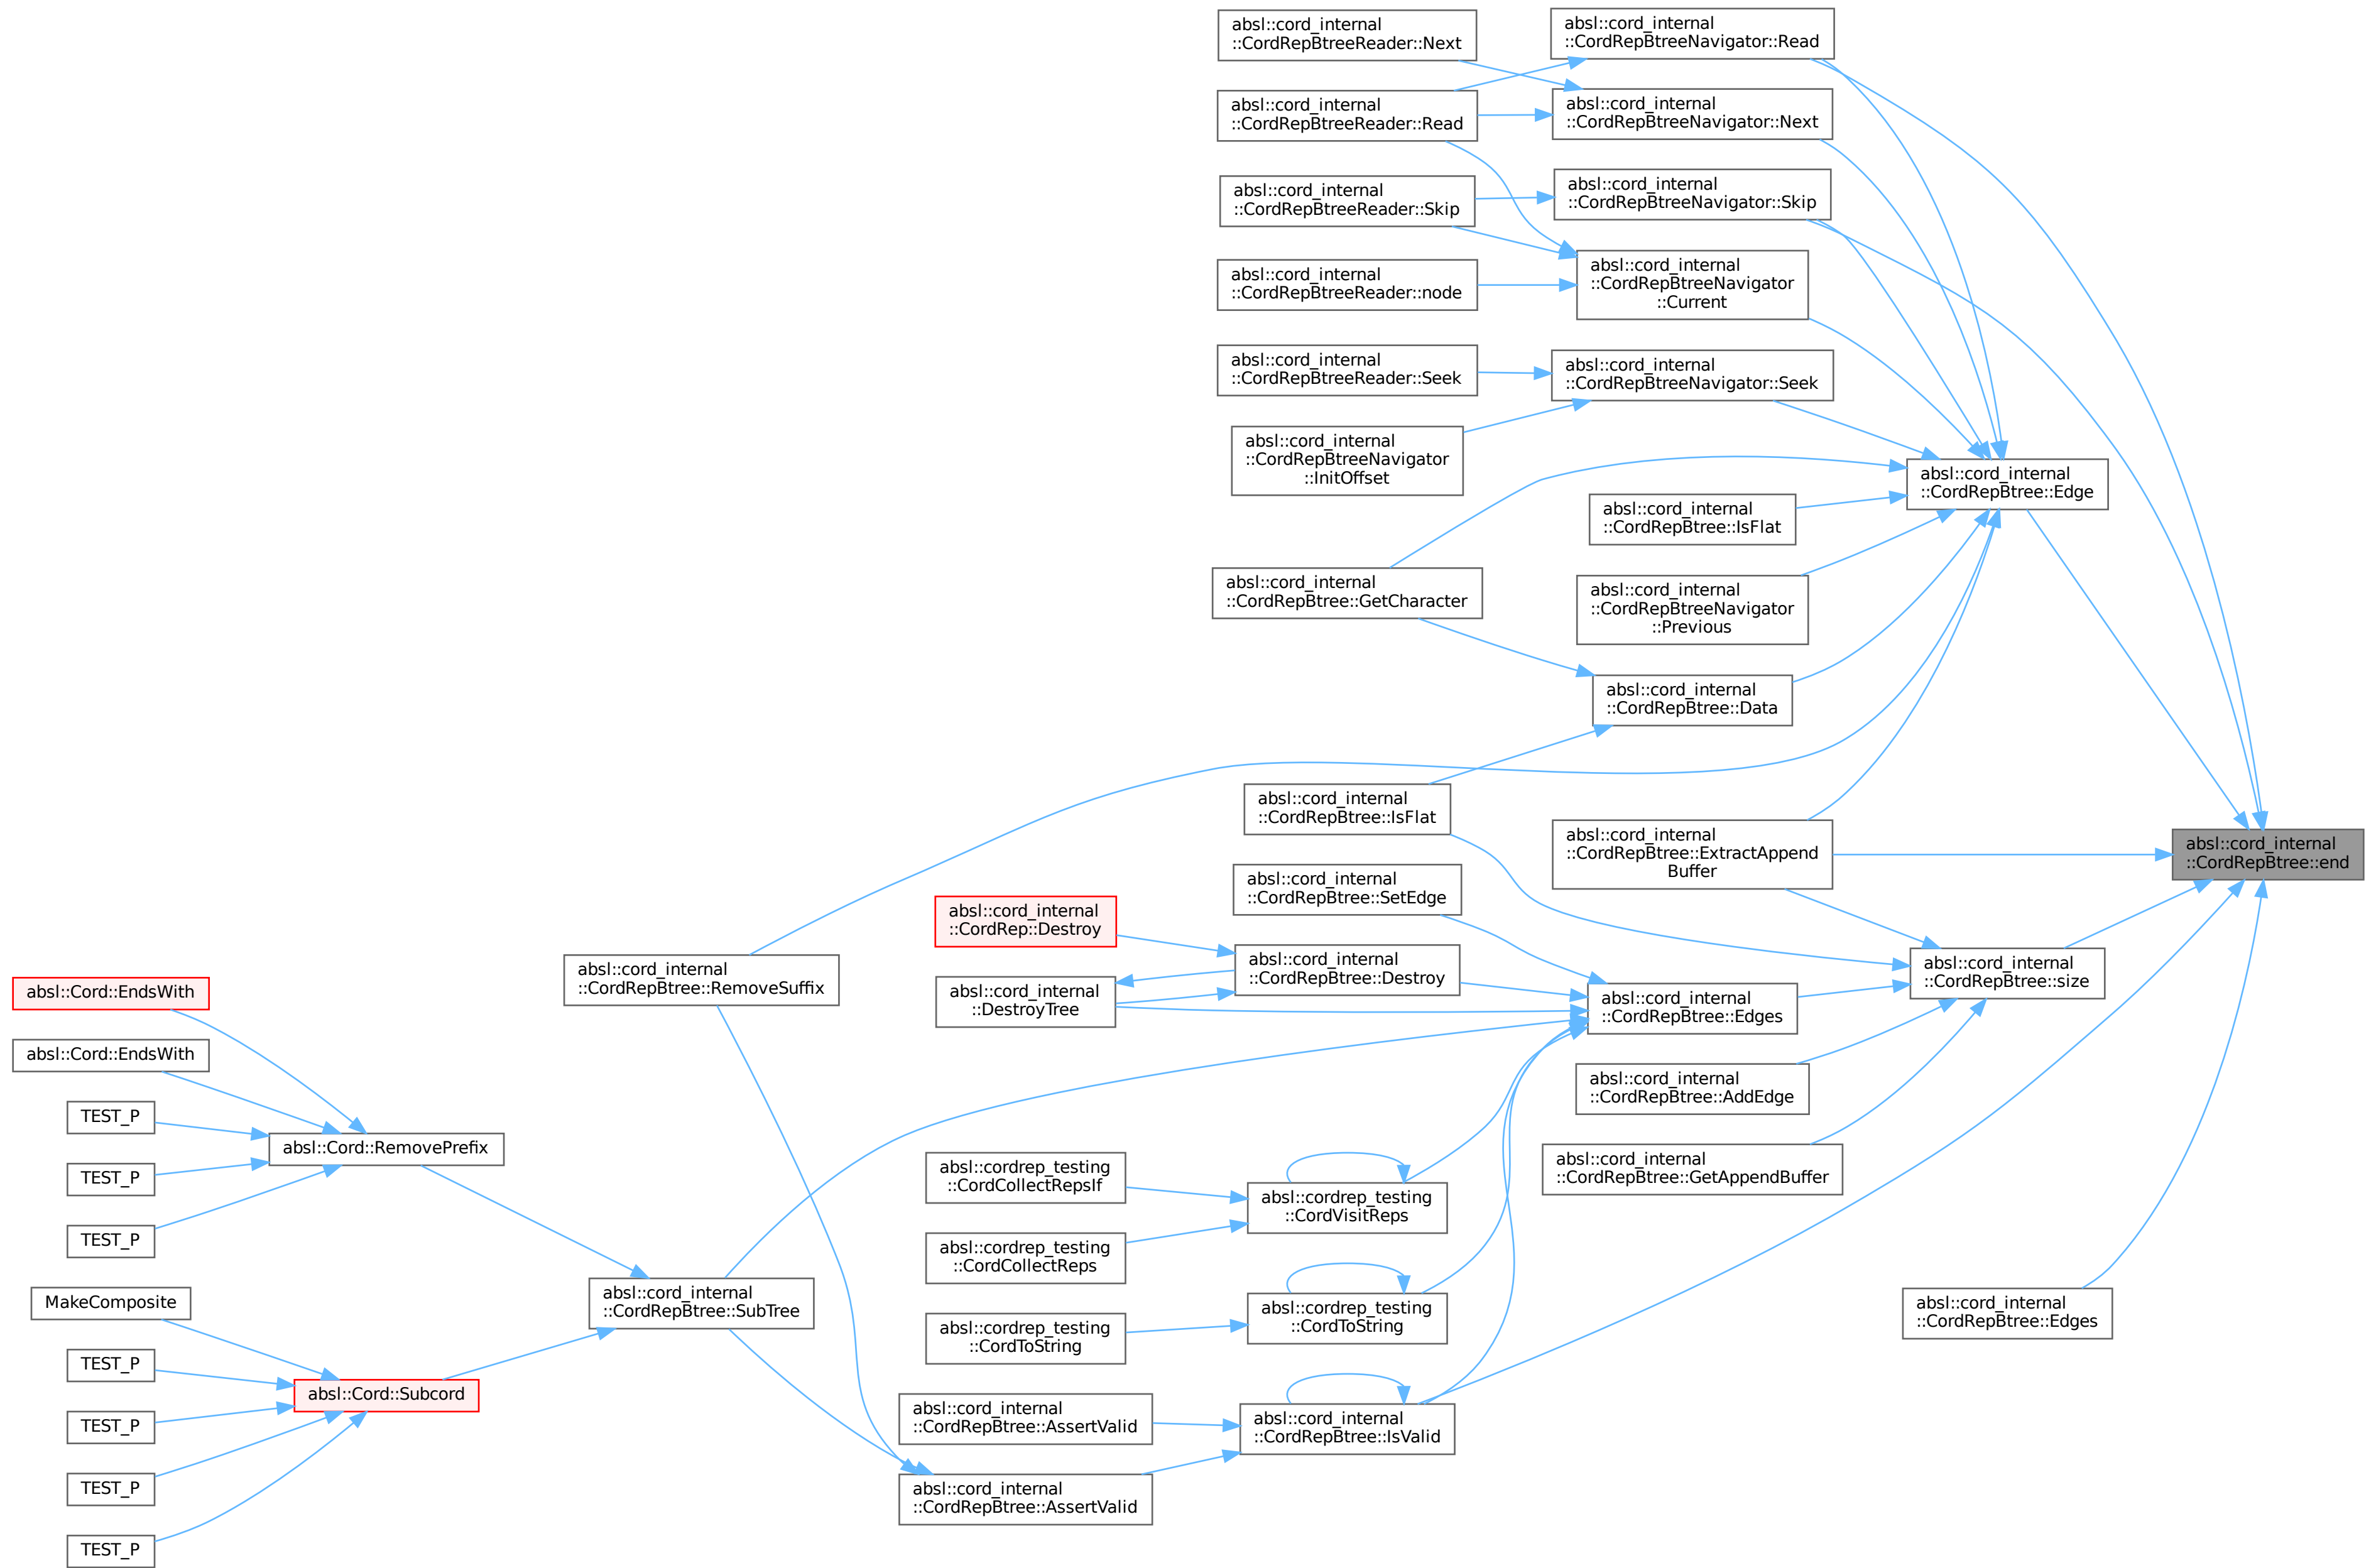 absl::cord_internal
::CordRepBtreeReader::Next
absl::cord_internal
::CordRepBtreeNavigator::Read
absl::cord_internal
::CordRepBtreeReader::Read
absl::cord_internal
::CordRepBtreeNavigator::Next
absl::cord_internal
::CordRepBtreeReader::Skip
absl::cord_internal
::CordRepBtreeNavigator::Skip
absl::cord_internal
::CordRepBtreeReader::node
absl::cord_internal
::CordRepBtreeNavigator
::Current
absl::cord_internal
::CordRepBtreeReader::Seek
absl::cord_internal
::CordRepBtreeNavigator::Seek
absl::cord_internal
::CordRepBtreeNavigator
::InitOffset
absl::cord_internal
::CordRepBtree::Edge
absl::cord_internal
::CordRepBtree::IsFlat
absl::cord_internal
::CordRepBtree::GetCharacter
absl::cord_internal
::CordRepBtreeNavigator
::Previous
absl::cord_internal
::CordRepBtree::Data
absl::cord_internal
::CordRepBtree::IsFlat
absl::cord_internal
::CordRepBtree::ExtractAppend
Buffer
absl::cord_internal
::CordRepBtree::end
absl::cord_internal
::CordRepBtree::SetEdge
absl::cord_internal
::CordRep::Destroy
absl::cord_internal
::CordRepBtree::Destroy
absl::cord_internal
::DestroyTree
absl::cord_internal
::CordRepBtree::RemoveSuffix
absl::cord_internal
::CordRepBtree::Edges
absl::cord_internal
::CordRepBtree::size
absl::Cord::EndsWith
absl::Cord::EndsWith
absl::cord_internal
::CordRepBtree::AddEdge
TEST_P
absl::Cord::RemovePrefix
TEST_P
TEST_P
absl::cord_internal
::CordRepBtree::GetAppendBuffer
absl::cordrep_testing
::CordCollectRepsIf
absl::cordrep_testing
::CordVisitReps
absl::cordrep_testing
::CordCollectReps
absl::cord_internal
::CordRepBtree::SubTree
absl::cordrep_testing
::CordToString
absl::cordrep_testing
::CordToString
absl::cord_internal
::CordRepBtree::Edges
MakeComposite
TEST_P
absl::Cord::Subcord
TEST_P
TEST_P
TEST_P
absl::cord_internal
::CordRepBtree::AssertValid
absl::cord_internal
::CordRepBtree::IsValid
absl::cord_internal
::CordRepBtree::AssertValid